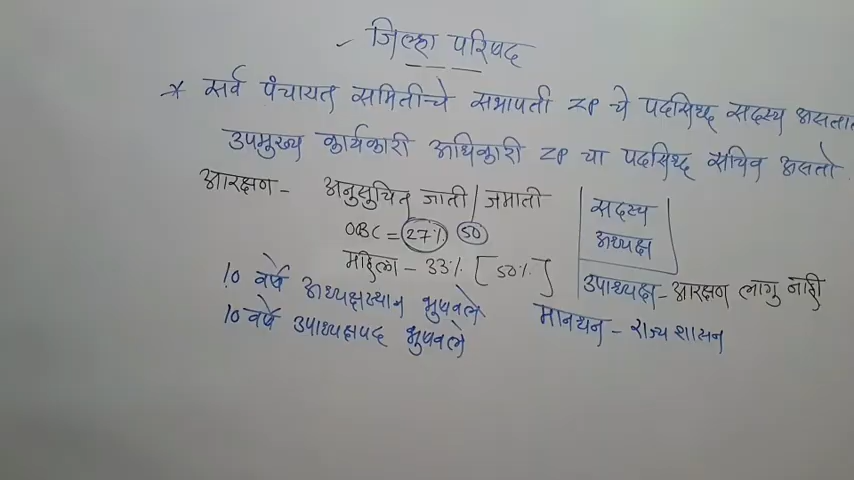 जिल्हा परिषद
* सर्व पंचायत समितीचे सभापती ZP चे पदसिध्द सदस्य असतात
उपमुख्य कार्यकारी अधिकारी ZP चा पदसिध्द सचिव असतो.
आरक्षण - अनुसुचित जाती / जमाती
OBC = 27% 50
महिला - 33% [50%]
सदस्य
अध्यक्ष
उपाध्यक्ष - आरक्षण लागु नाही
10 वर्षे अध्यक्षस्थान भुषवले
10 वर्षे उपाध्यक्षपद भुषवले
मानधन - राज्य शासन